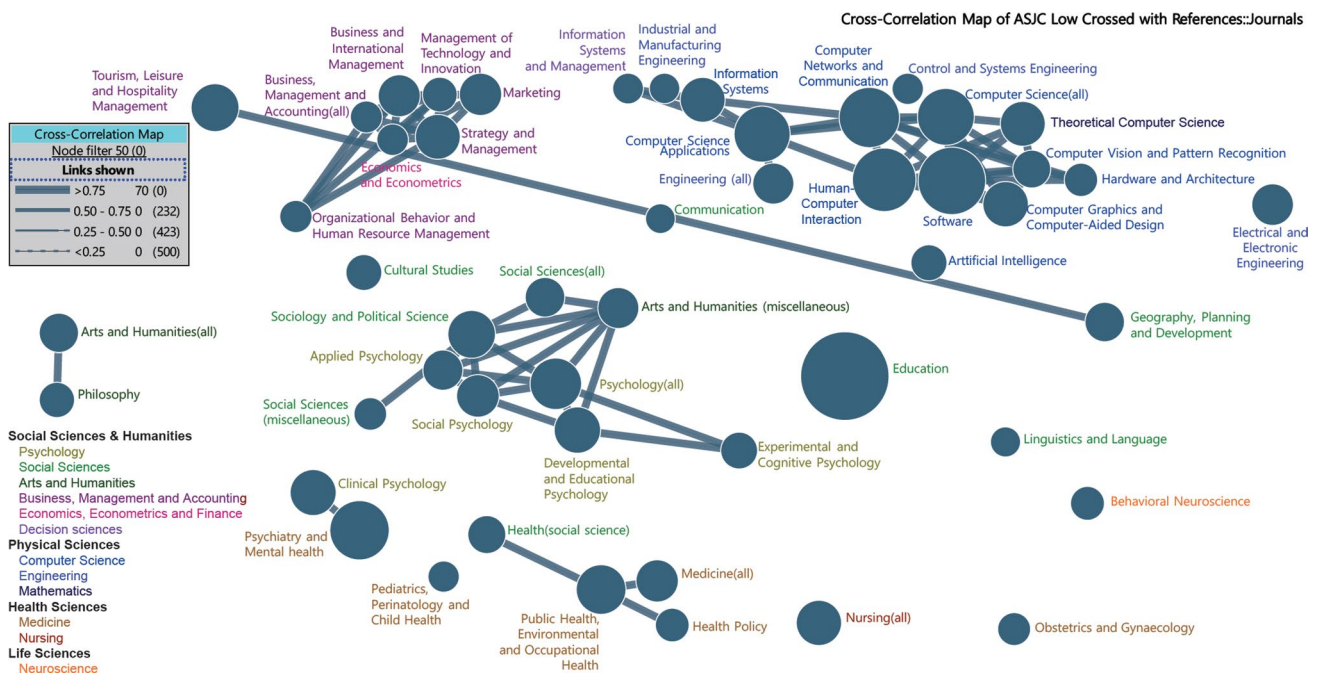 Cross-Correlation Map of ASJC Low Crossed with References::Journals
Tourism, Leisure
and Hospitality
Management
Business and
International
Management
Management of
Technology and
Innovation
Business,
Management and
Accounting(all)
Marketing
Strategy and
Management
Economics
and Econometrics
Organizational Behavior and
Human Resource Management
Information
Systems
and Management
Industrial and
Manufacturing
Engineering
Information
Systems
Computer
Networks and
Communication
Control and Systems Engineering
Computer Science(all)
Theoretical Computer Science
Computer Science
Applications
Engineering (all)
Computer Vision and Pattern Recognition
Hardware and Architecture
Human-
Computer
Interaction
Software
Computer Graphics and
Computer-Aided Design
Electrical and
Electronic
Engineering
Communication
Arttificial Intelligence
Geography, Planning
and Development
Cross-Correlation Map
Node filter 50 (0)
Links shown
>0.75 70 (0)
0.50 - 0.75 0 (232)
0.25 - 0.50 0 (423)
<0.25 0 (500)
Cultural Studies
Social Sciences(all)
Arts and Humanities (miscellaneous)
Sociology and Political Science
Applied Psychology
Psychology(all)
Social Sciences
(miscellaneous)
Social Psychology
Developmental
and Educational
Psychology
Experimental and
Cognitive Psychology
Education
Arts and Humanities(all)
Philosophy
Linguistics and Language
Behavioral Neuroscience
Clinical Psychology
Psychiatry and
Mental health
Health(social science)
Pediatrics,
Perinatology and
Child Health
Medicine(all)
Public Health,
Environmental
and Occupational
Health
Health Policy
Nursing(all)
Obstetrics and Gynaecology
Social Sciences & Humanities
Psychology
Social Sciences
Arts and Humanities
Business, Management and Accounting
Economics, Econometrics and Finance
Decision sciences
Physical Sciences
Computer Science
Engineering
Mathematics
Health Sciences
Medicine
Nursing
Life Sciences
Neuroscience